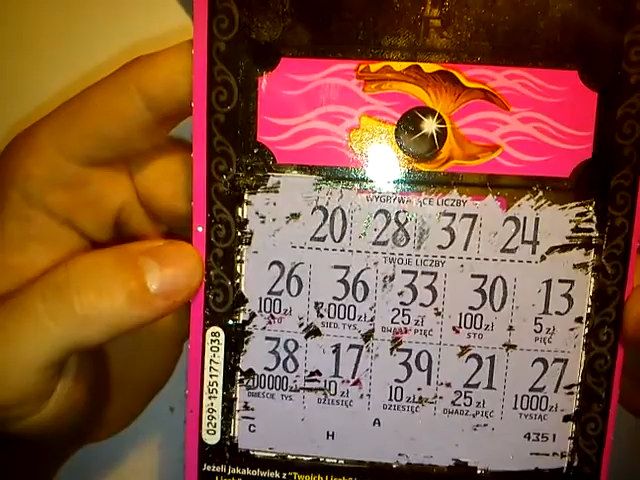 WYGRYWAJĄCE LICZBY
20 28 37 24
TWOJE LICZBY
26 36 33 30 13
100zł 000zł 25zł 100zł 5zł
STO SIED. TYS. DWADZ. PIĘĆ STO PIĘĆ
38 17 39 21 27
200000zł 10zł 10zł 25zł 1000zł
DWIEŚCIE TYS. DZIESIĘĆ DZIESIĘĆ DWADZ. PIĘĆ TYSIĄC
C H A 4351
0299-155177-038
Jeżeli jakakolwiek z "Twoich Liczb"